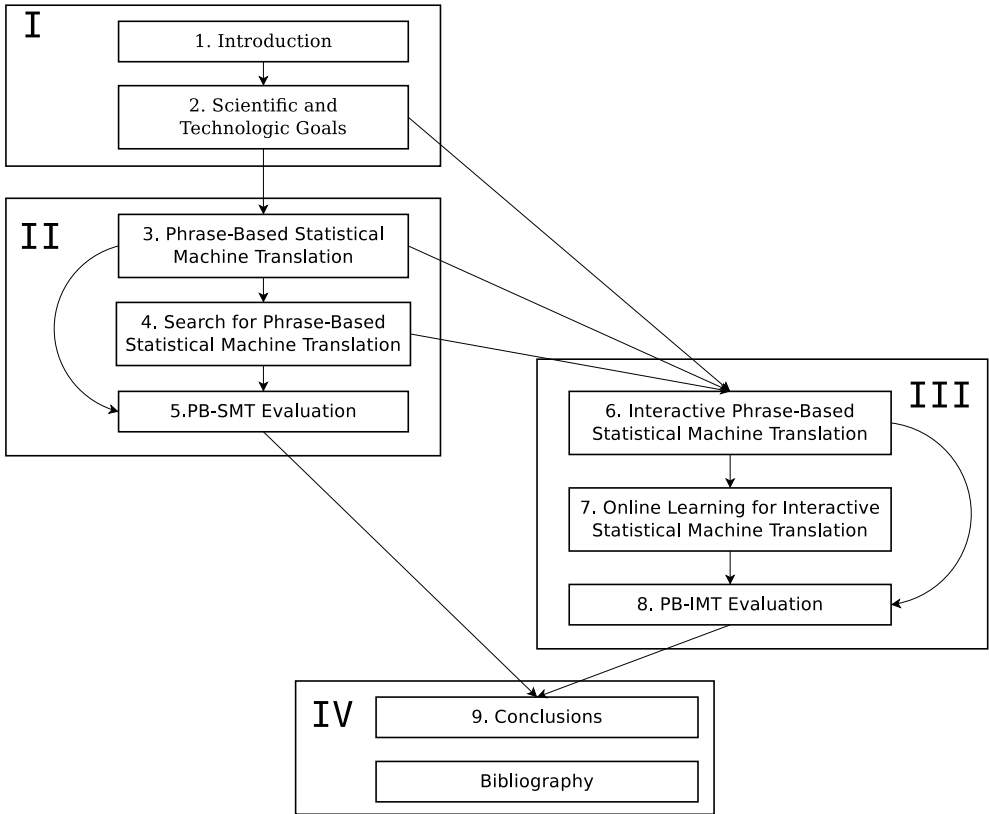 I
1. Introduction
2. Scientific and
Technologic Goals
II
3. Phrase-Based Statistical
Machine Translation
4. Search for Phrase-Based
Statistical Machine Translation
5.PB-SMT Evaluation
III
6. Interactive Phrase-Based
Statistical Machine Translation
7. Online Learning for Interactive
Statistical Machine Translation
8. PB-IMT Evaluation
IV
9. Conclusions
Bibliography